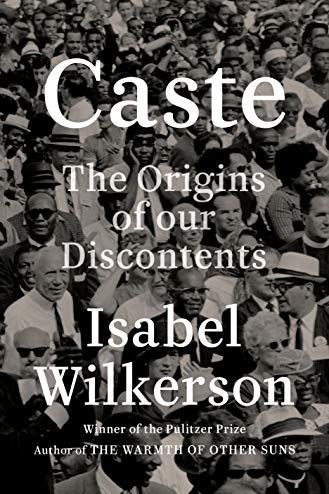 Caste
The Origins
of our
Discontents
Isabel
Wilkerson
Winner of the Pulitzer Prize
Author of THE WARMTH OF OTHER SUNS